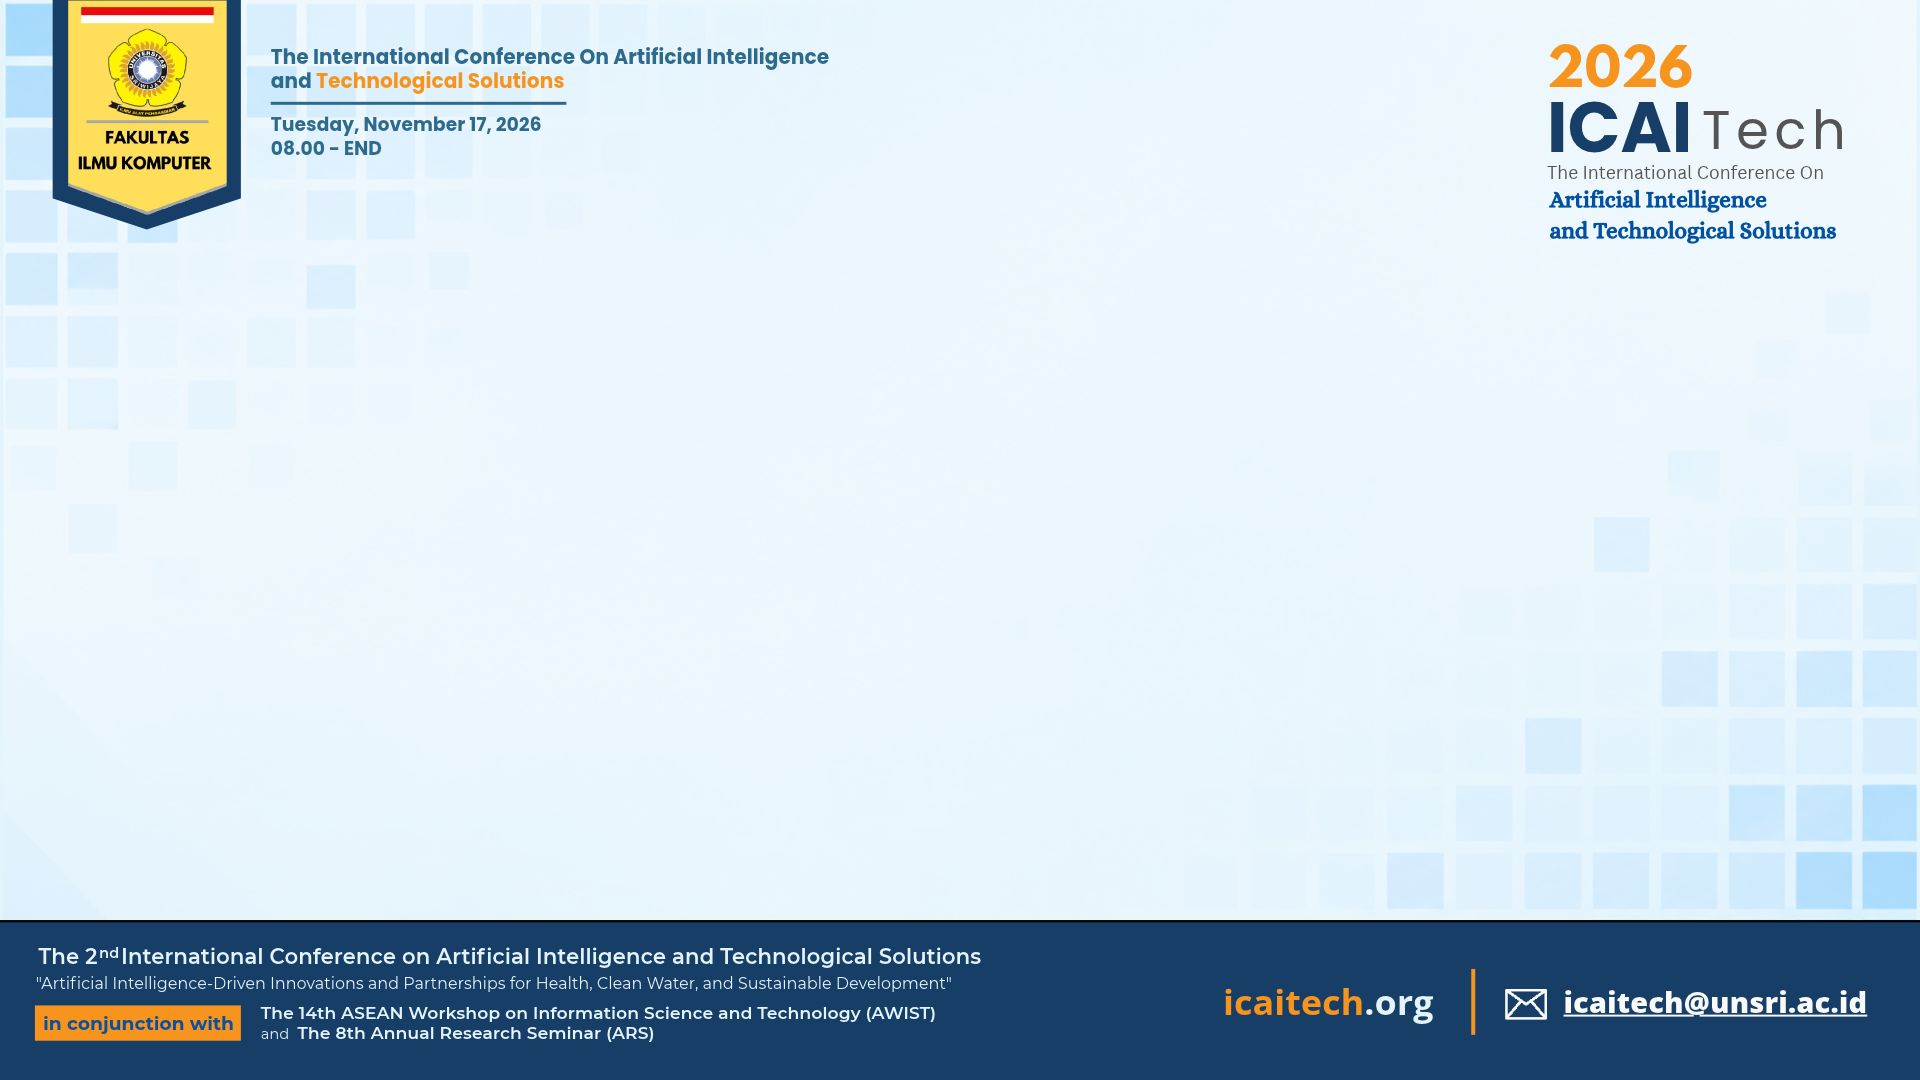 FAKULTAS
ILMU KOMPUTER
The International Conference On Artificial Intelligence
and Technological Solutions
Tuesday, November 17, 2026
08.00 - END
2026
ICAI Tech
The International Conference On
Artificial Intelligence
and Technological Solutions
The 2nd International Conference on Artificial Intelligence and Technological Solutions
"Artificial Intelligence-Driven Innovations and Partnerships for Health, Clean Water, and Sustainable Development"
in conjunction with
The 14th ASEAN Workshop on Information Science and Technology (AWIST)
and The 8th Annual Research Seminar (ARS)
icaitech.org
icaitech@unsri.ac.id